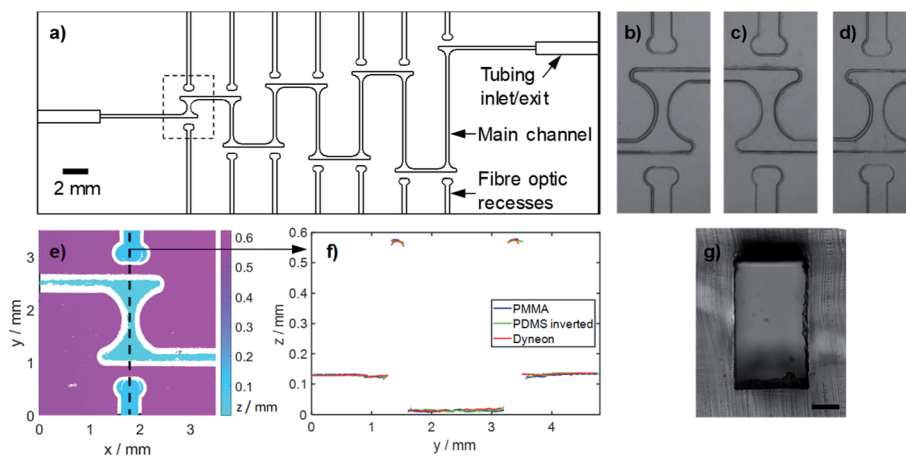 a)
Tubing
inlet/exit
Main channel
Fibre optic
recesses
2 mm
b)
c)
d)
e)
3
2
1
0
y / mm
0
1
2
3
x / mm
0.6
0.5
0.4
0.3
0.2
0.1
z / mm
f)
0.6
0.5
0.4
0.3
0.2
0.1
0
z / mm
PMMA
PDMS inverted
Dyneon
0
1
2
3
4
y / mm
g)